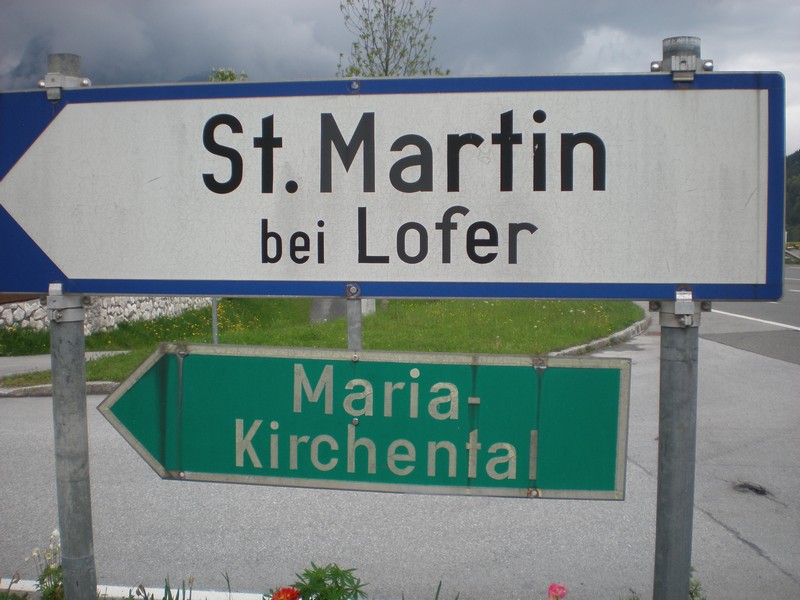 St. Martin
bei Lofer
Maria-
Kirchental